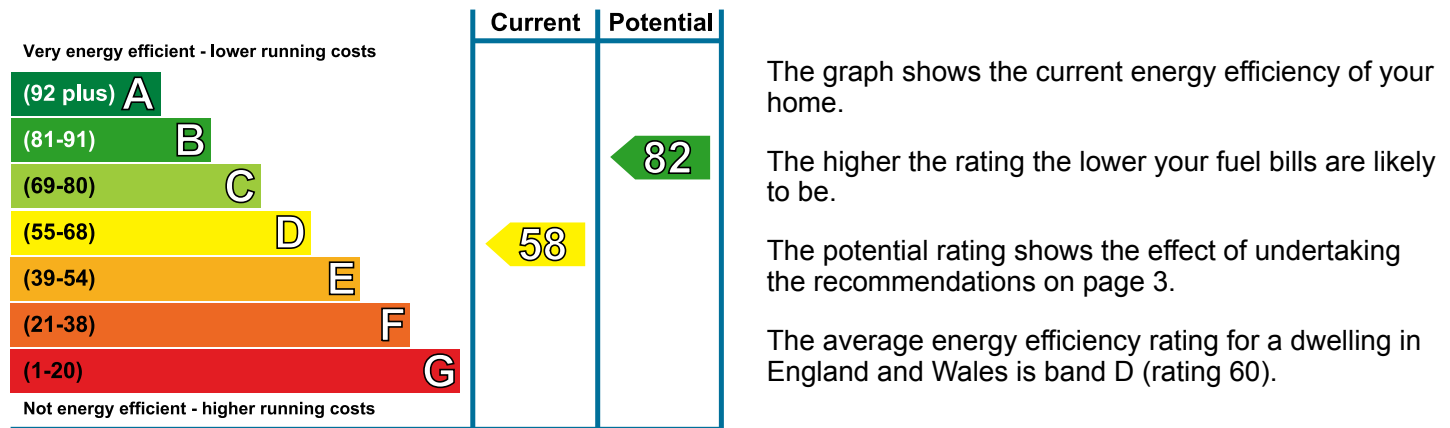 Current Potential
Very energy efficient - lower running costs
(92 plus) A
(81-91) B
82
(69-80) C
(55-68) D
58
(39-54) E
(21-38) F
(1-20) G
Not energy efficient - higher running costs
The graph shows the current energy efficiency of your
home.
The higher the rating the lower your fuel bills are likely
to be.
The potential rating shows the effect of undertaking
the recommendations on page 3.
The average energy efficiency rating for a dwelling in
England and Wales is band D (rating 60).